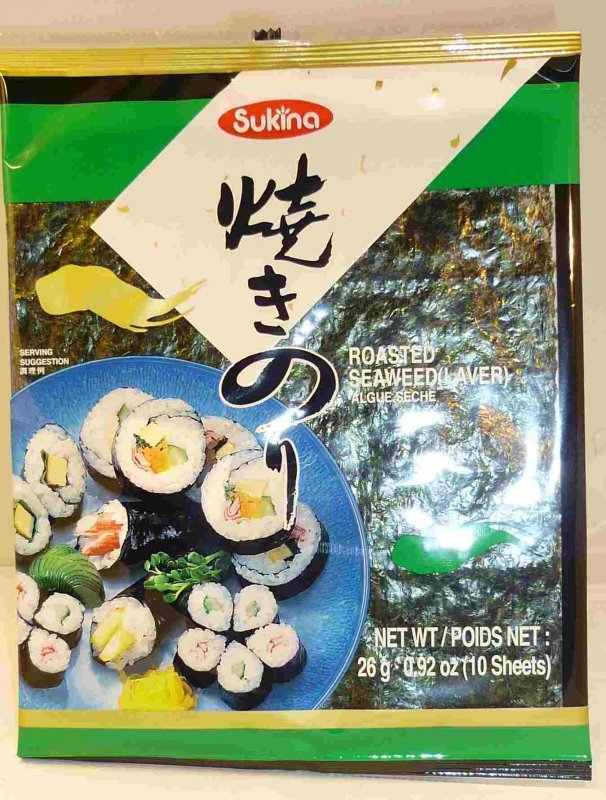 Sukina
焼きのり
ROASTED
SEAWEED(LAVER)
ALGUE SÉCHÉ
SERVING
SUGGESTION
調理例
NET WT / POIDS NET :
26 g · 0.92 oz (10 Sheets)